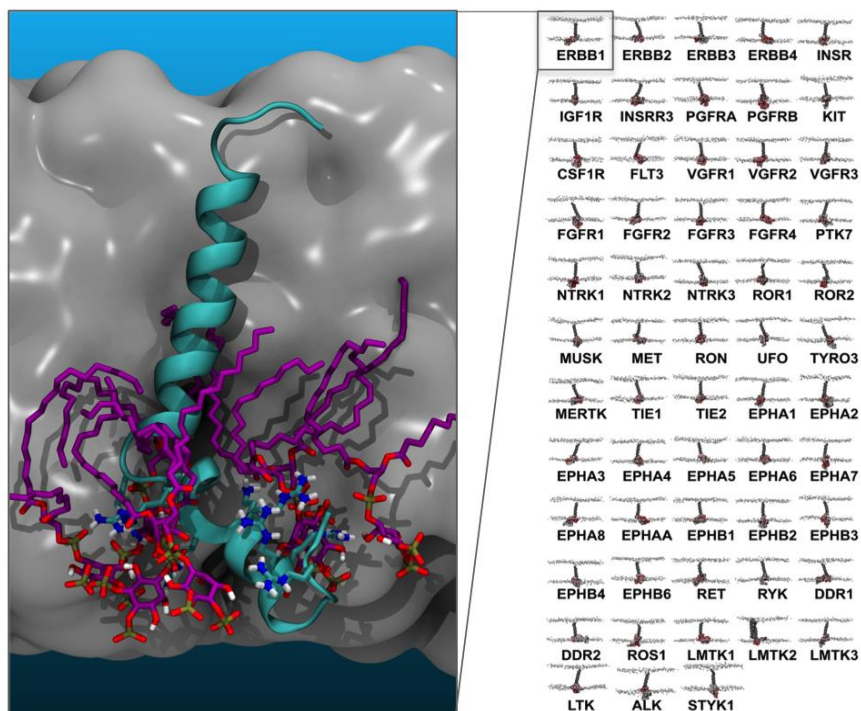 ERBB1 ERBB2 ERBB3 ERBB4 INSR
IGF1R INSRR3 PGFRA PGFRB KIT
CSF1R FLT3 VGFR1 VGFR2 VGFR3
FGFR1 FGFR2 FGFR3 FGFR4 PTK7
NTRK1 NTRK2 NTRK3 ROR1 ROR2
MUSK MET RON UFO TYRO3
MERTK TIE1 TIE2 EPHA1 EPHA2
EPHA3 EPHA4 EPHA5 EPHA6 EPHA7
EPHA8 EPHAA EPHB1 EPHB2 EPHB3
EPHB4 EPHB6 RET RYK DDR1
DDR2 ROS1 LMTK1 LMTK2 LMTK3
LTK ALK STYK1